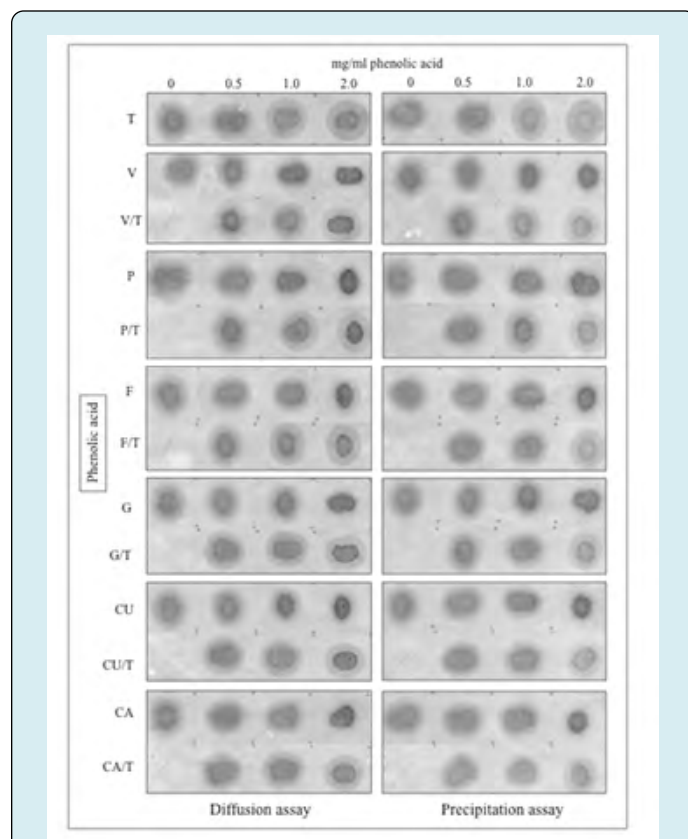 mg/ml phenolic acid
0 0.5 1.0 2.0 0 0.5 1.0 2.0
T
V
V/T
P
P/T
F
F/T
Phenolic acid
G
G/T
CU
CU/T
CA
CA/T
Diffusion assay Precipitation assay